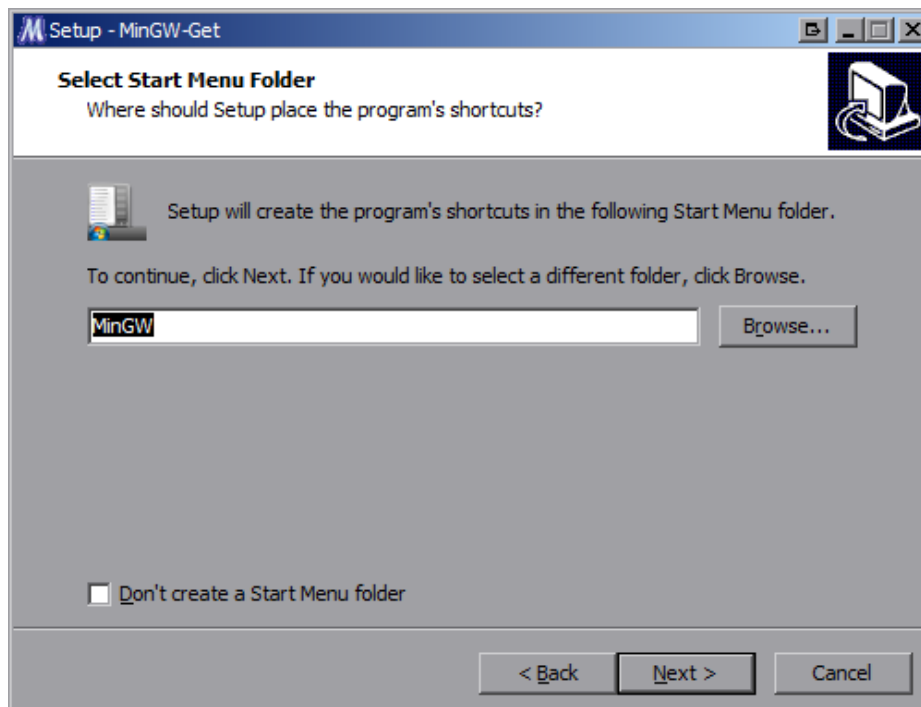 Setup - MinGW-Get
Select Start Menu Folder
Where should Setup place the program's shortcuts?
Setup will create the program's shortcuts in the following Start Menu folder.
To continue, click Next. If you would like to select a different folder, click Browse.
MinGW
Browse...
Don't create a Start Menu folder
< Back
Next >
Cancel